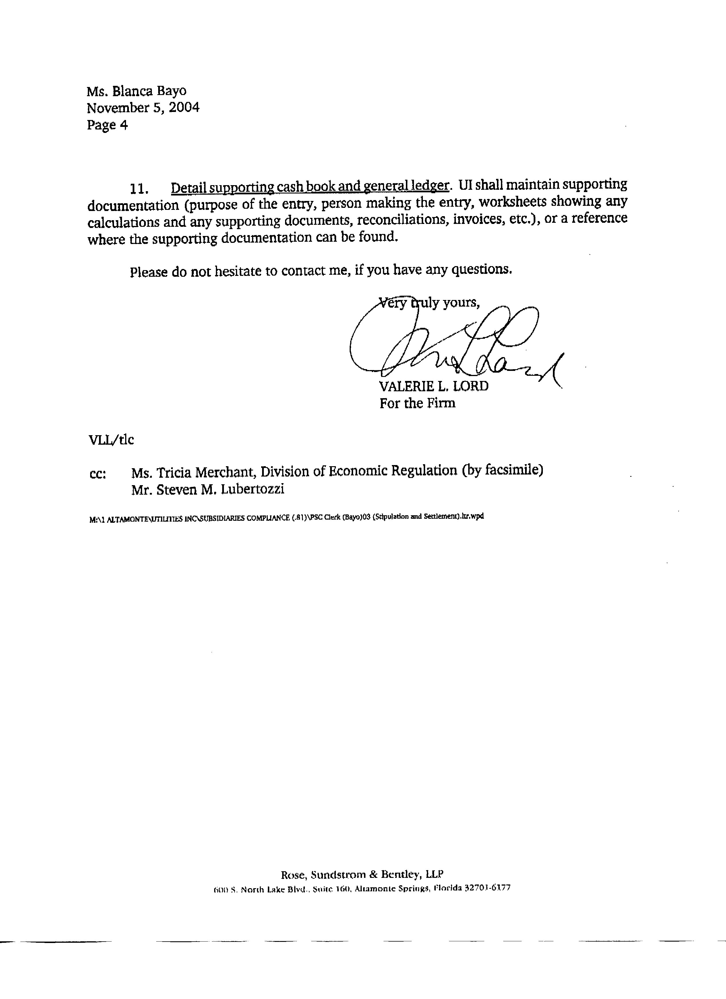 Ms. Blanca Bayo
November 5, 2004
Page 4
11. Detail supporting cash book and general ledger. UI shall maintain supporting
documentation (purpose of the entry, person making the entry, worksheets showing any
calculations and any supporting documents, reconciliations, invoices, etc.), or a reference
where the supporting documentation can be found.
Please do not hesitate to contact me, if you have any questions.
Very truly yours,
VALERIE L. LORD
For the Firm
VLL/tlc
cc: Ms. Tricia Merchant, Division of Economic Regulation (by facsimile)
Mr. Steven M. Lubertozzi
M:\1 ALTAMONTE\UTILITIES INC\SUBSIDIARIES COMPLIANCE (.81)\PSC Clerk (Bayo)03 (Stipulation and Settlement).ltr.wpd
Rose, Sundstrom & Bentley, LLP
600 S. North Lake Blvd., Suite 160, Altamonte Springs, Florida 32701-6177